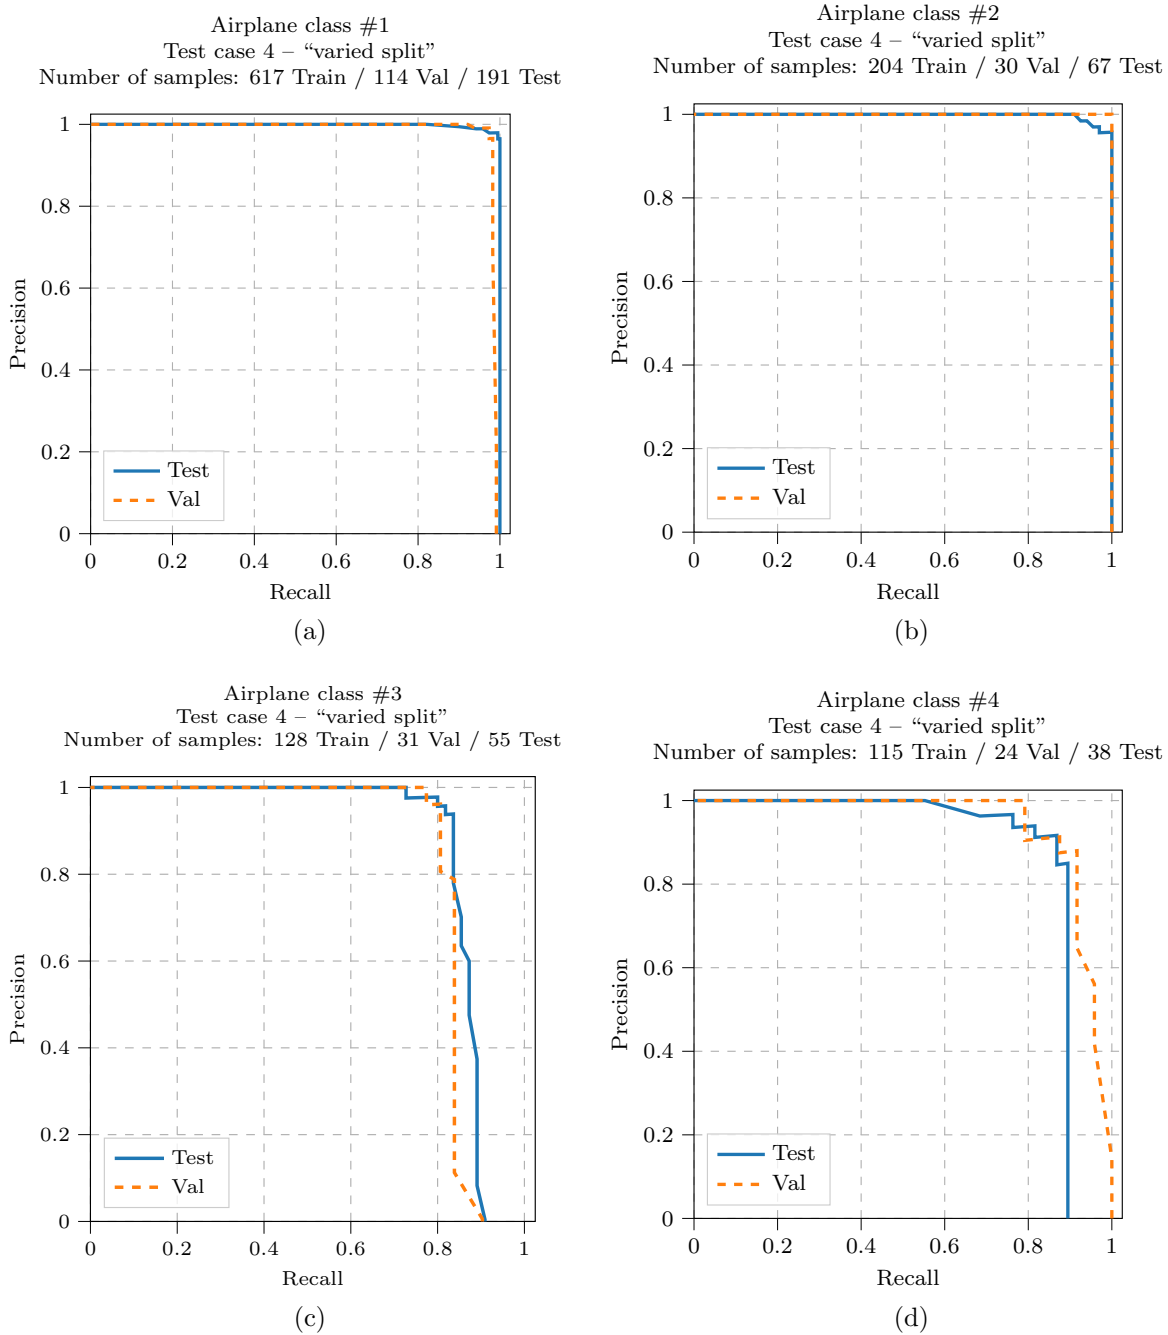 Airplane class #1
Test case 4 – “varied split”
Number of samples: 617 Train / 114 Val / 191 Test
1
0.8
0.6
0.4
0.2
0
Precision
Test
Val
0 0.2 0.4 0.6 0.8 1
Recall
(a)
Airplane class #2
Test case 4 – “varied split”
Number of samples: 204 Train / 30 Val / 67 Test
1
0.8
0.6
0.4
0.2
0
Precision
Test
Val
0 0.2 0.4 0.6 0.8 1
Recall
(b)
Airplane class #3
Test case 4 – “varied split”
Number of samples: 128 Train / 31 Val / 55 Test
1
0.8
0.6
0.4
0.2
0
Precision
Test
Val
0 0.2 0.4 0.6 0.8 1
Recall
(c)
Airplane class #4
Test case 4 – “varied split”
Number of samples: 115 Train / 24 Val / 38 Test
1
0.8
0.6
0.4
0.2
0
Precision
Test
Val
0 0.2 0.4 0.6 0.8 1
Recall
(d)